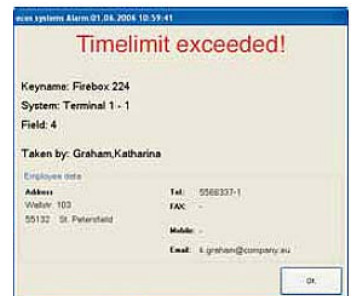 ecos systems Alarm 01.06.2006 10:59:41
Timelimit exceeded!
Keyname: Firebox 224
System: Terminal 1 - 1
Field: 4
Taken by: Graham,Katharina
Employee data
Address
Tel: 5566337-1
103
FAX: -
55132 St. Petersfield
Mobile: -
Email: k.graham@company.eu
OK